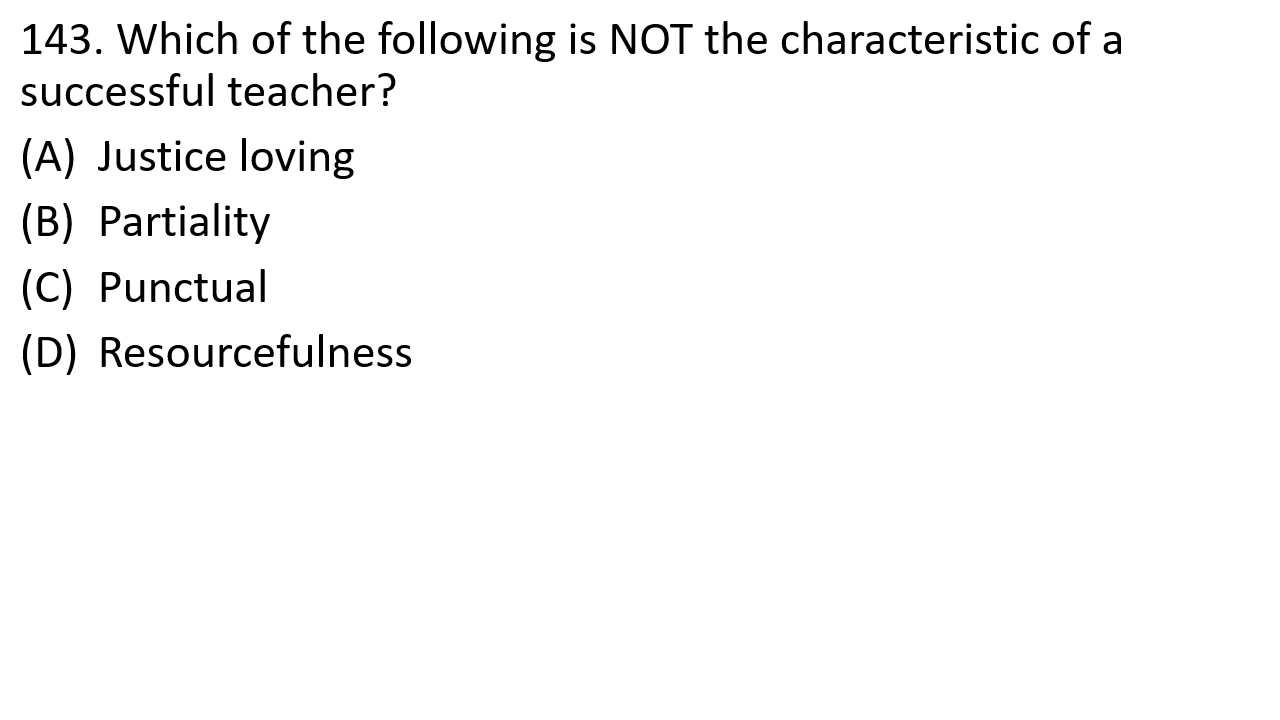 143. Which of the following is NOT the characteristic of a
successful teacher?
(A) Justice loving
(B) Partiality
(C) Punctual
(D) Resourcefulness